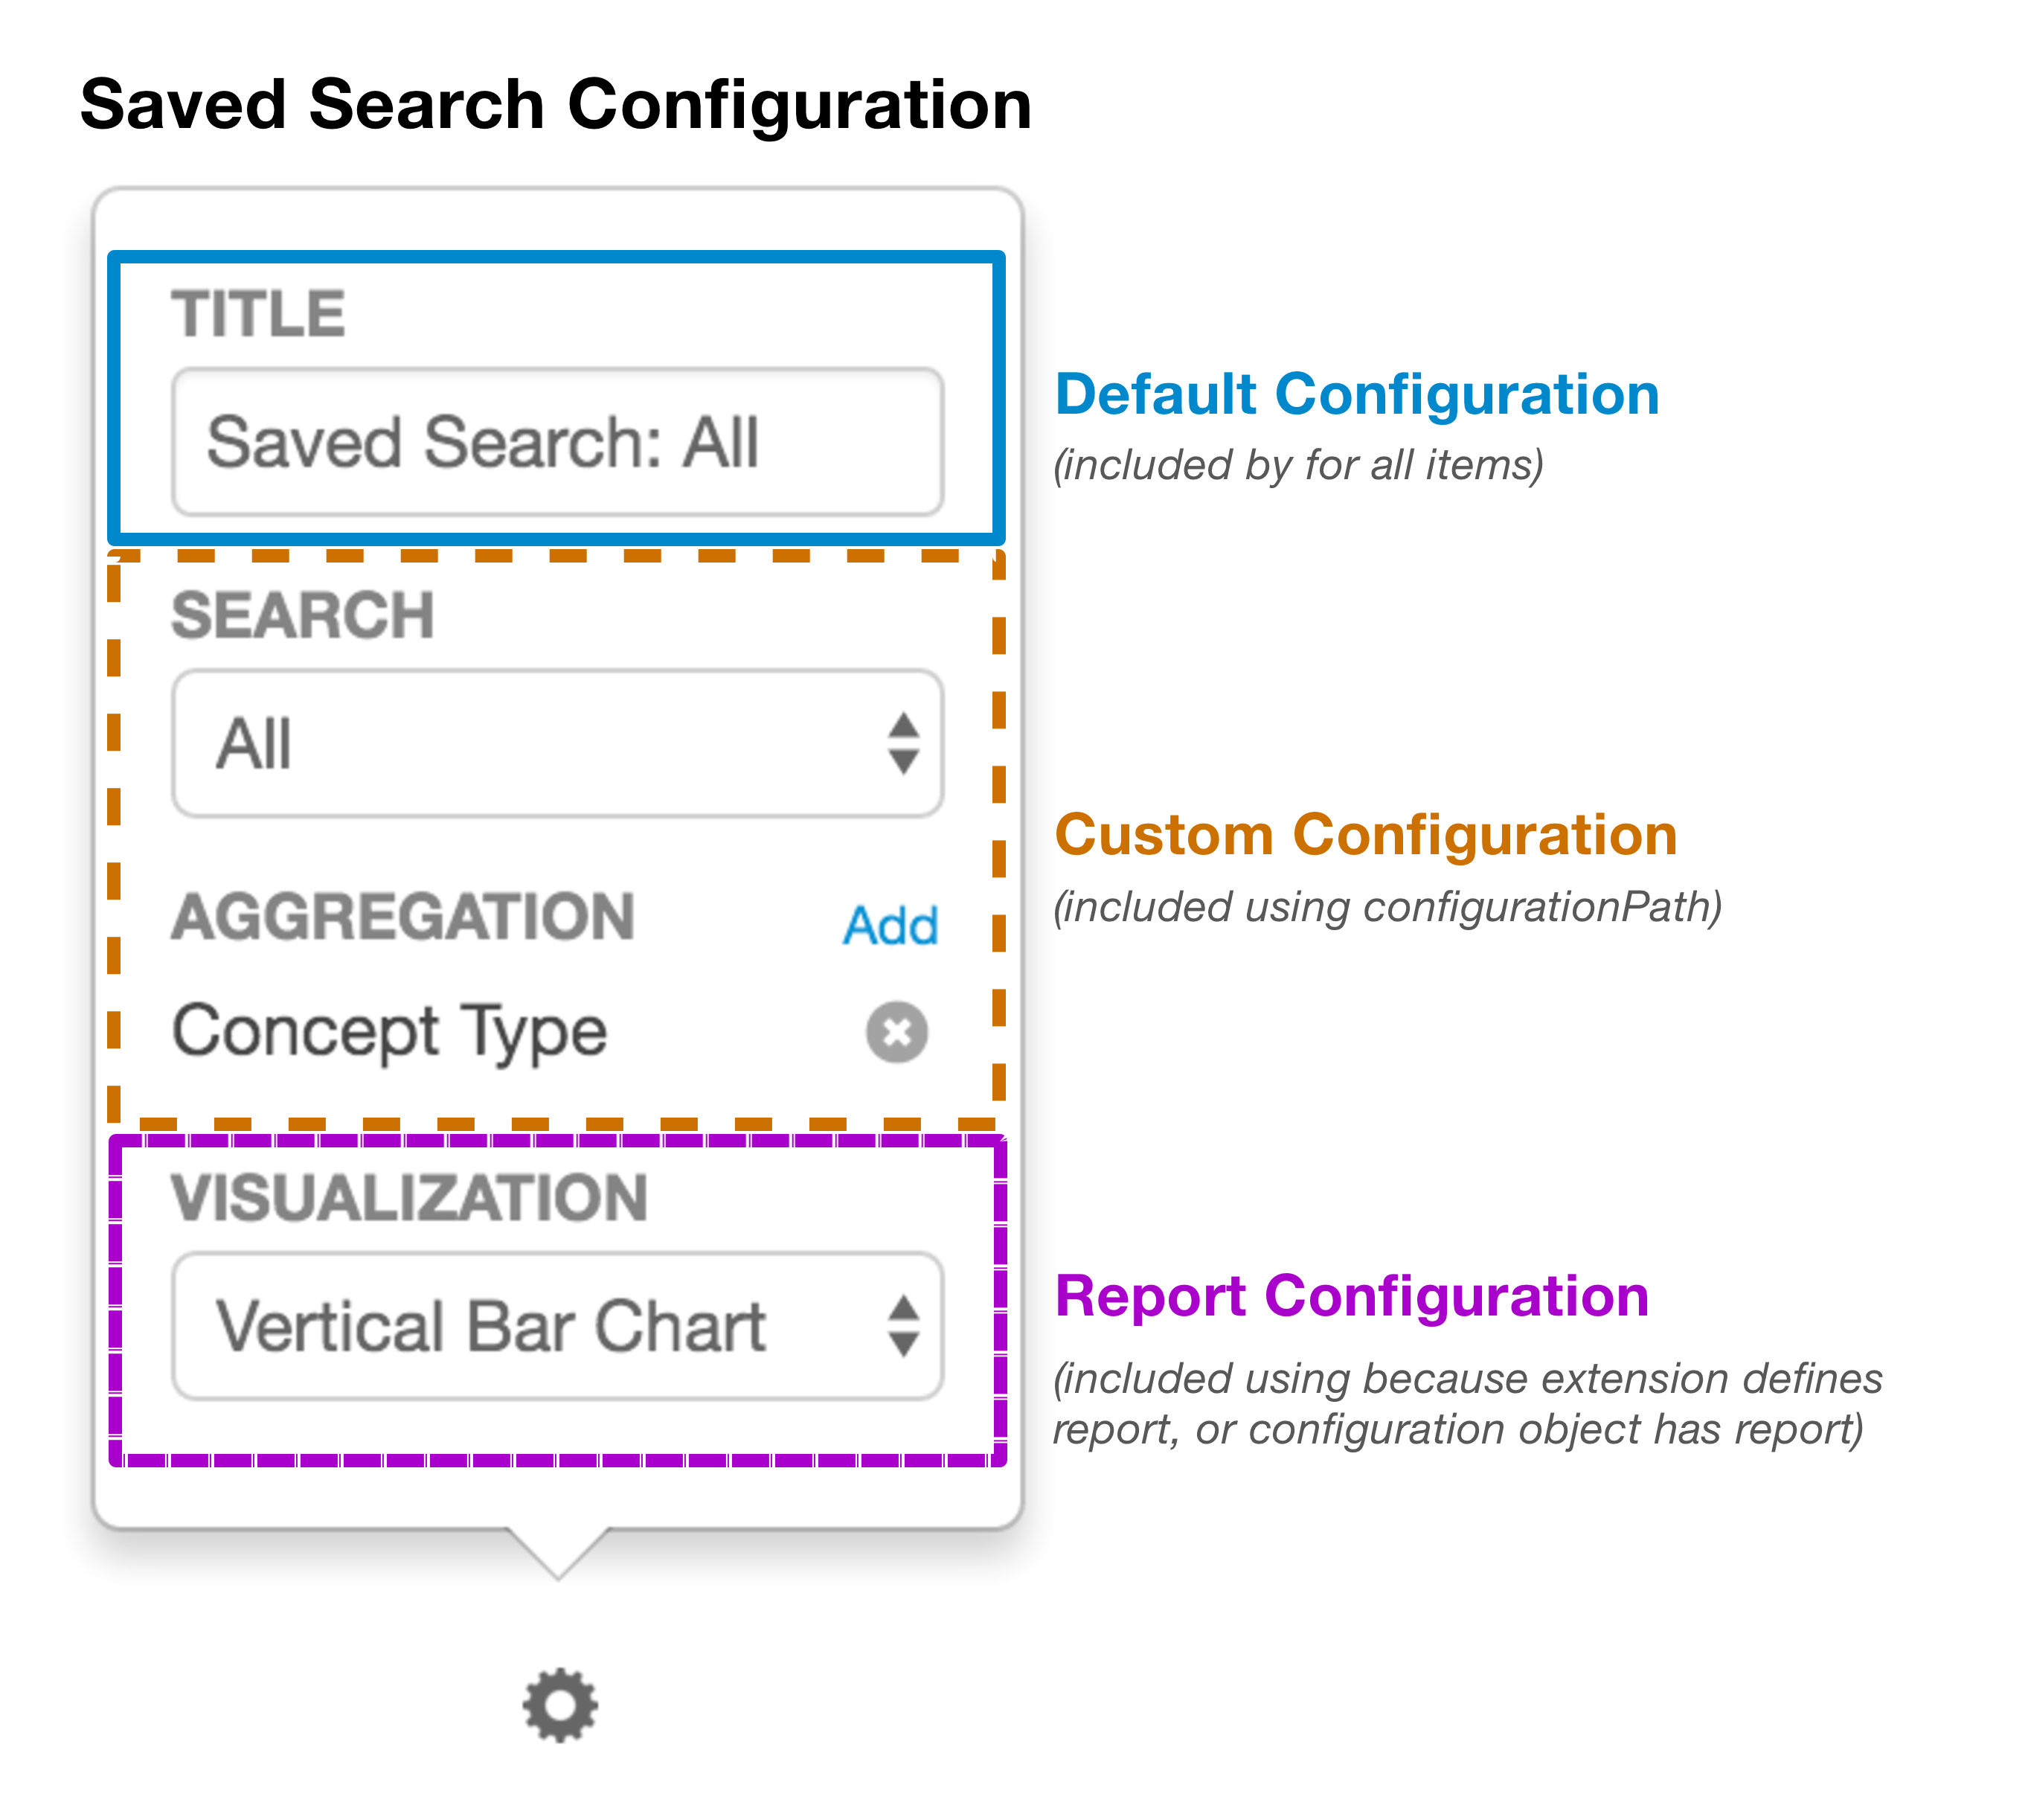 Saved Search Configuration
TITLE
Saved Search: All
Default Configuration
(included by for all items)
SEARCH
All
Custom Configuration
(included using configurationPath)
AGGREGATION
Add
Concept Type
VISUALIZATION
Vertical Bar Chart
Report Configuration
(included using because extension defines
report, or configuration object has report)